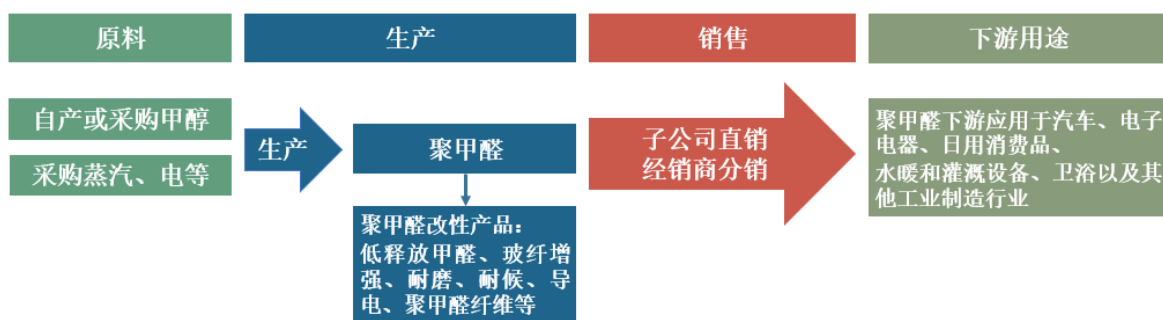 原料
生产
销售
下游用途
自产或采购甲醇
采购蒸汽、电等
生产
聚甲醛
聚甲醛改性产品：
低释放甲醛、玻纤增
强、耐磨、耐候、导
电、聚甲醛纤维等
子公司直销
经销商分销
聚甲醛下游应用于汽车、电子
电器、日用消费品、
水暖和灌溉设备、卫浴以及其
他工业制造行业